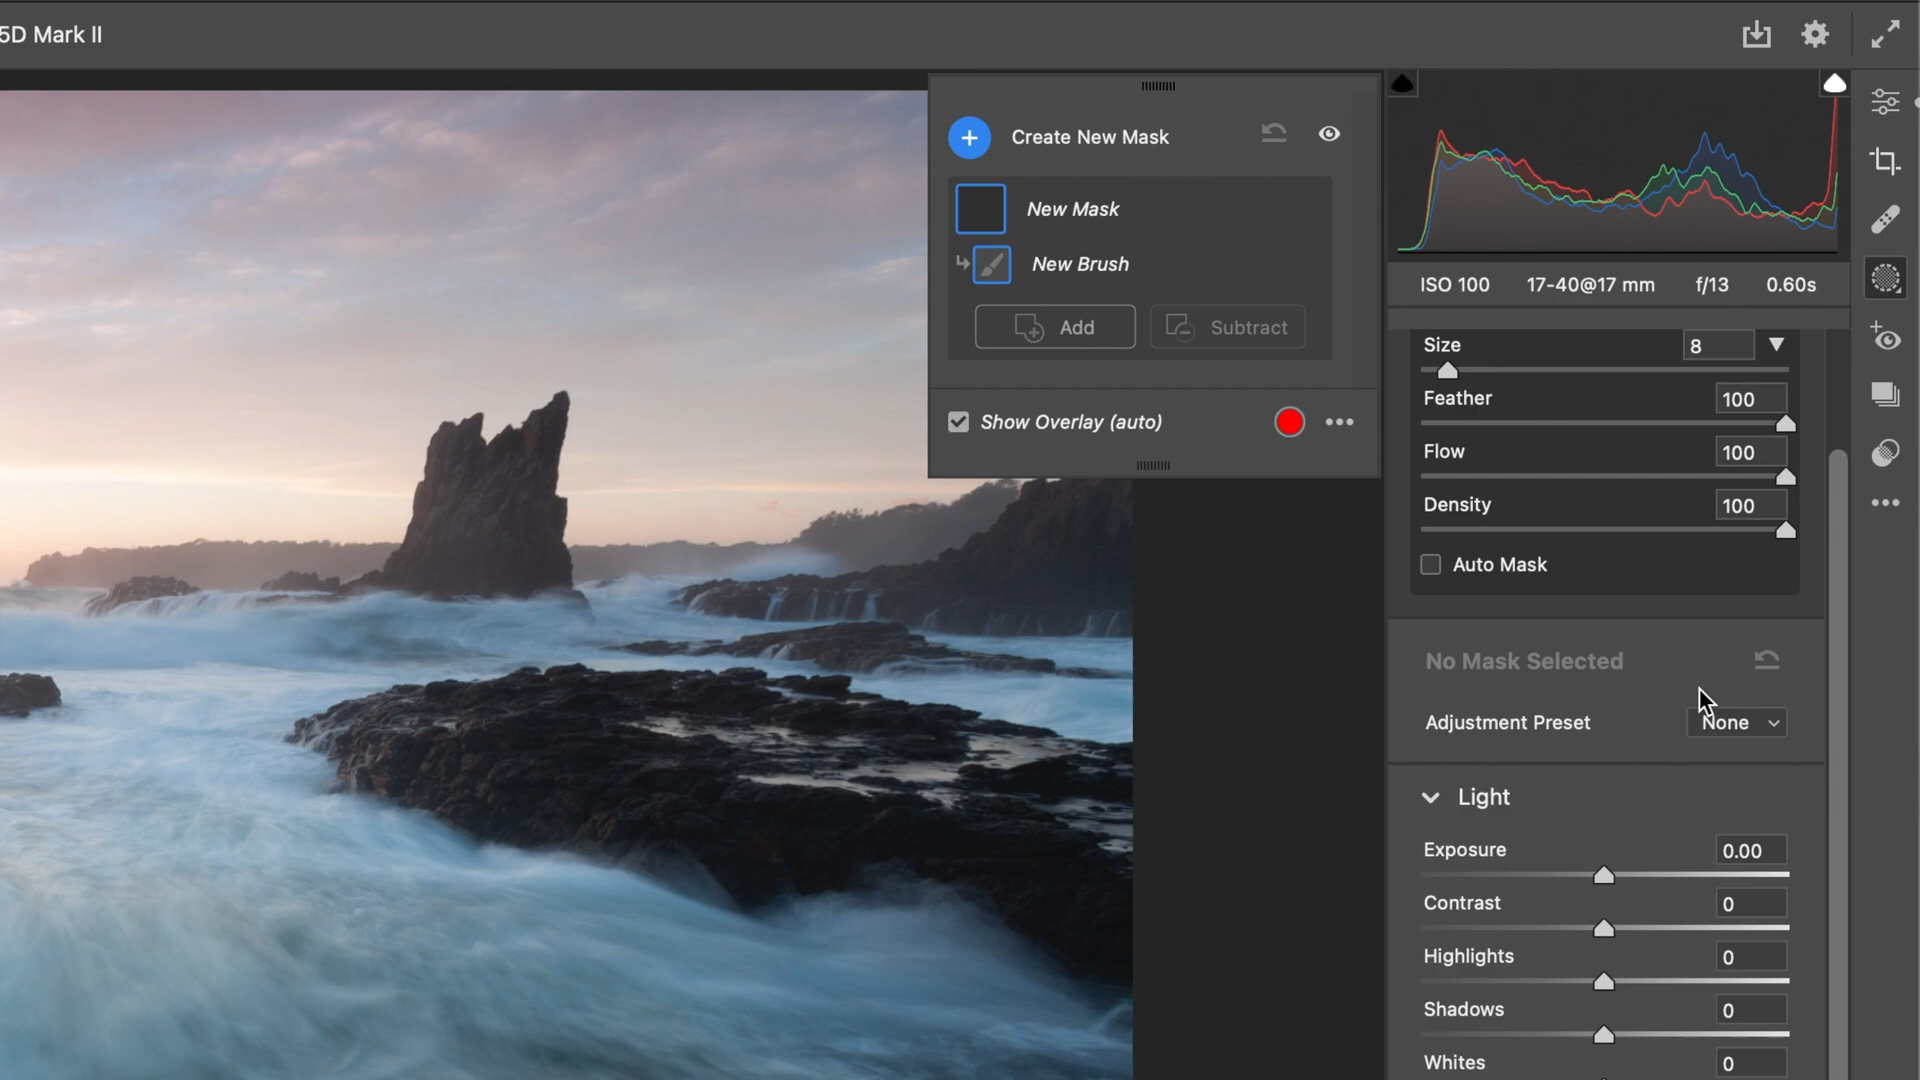 5D Mark II
Create New Mask
New Mask
New Brush
Add
Subtract
Show Overlay (auto)
ISO 100 17-40@17 mm f/13 0.60s
Size 8
Feather 100
Flow 100
Density 100
Auto Mask
No Mask Selected
Adjustment Preset None
Light
Exposure 0.00
Contrast 0
Highlights 0
Shadows 0
Whites 0